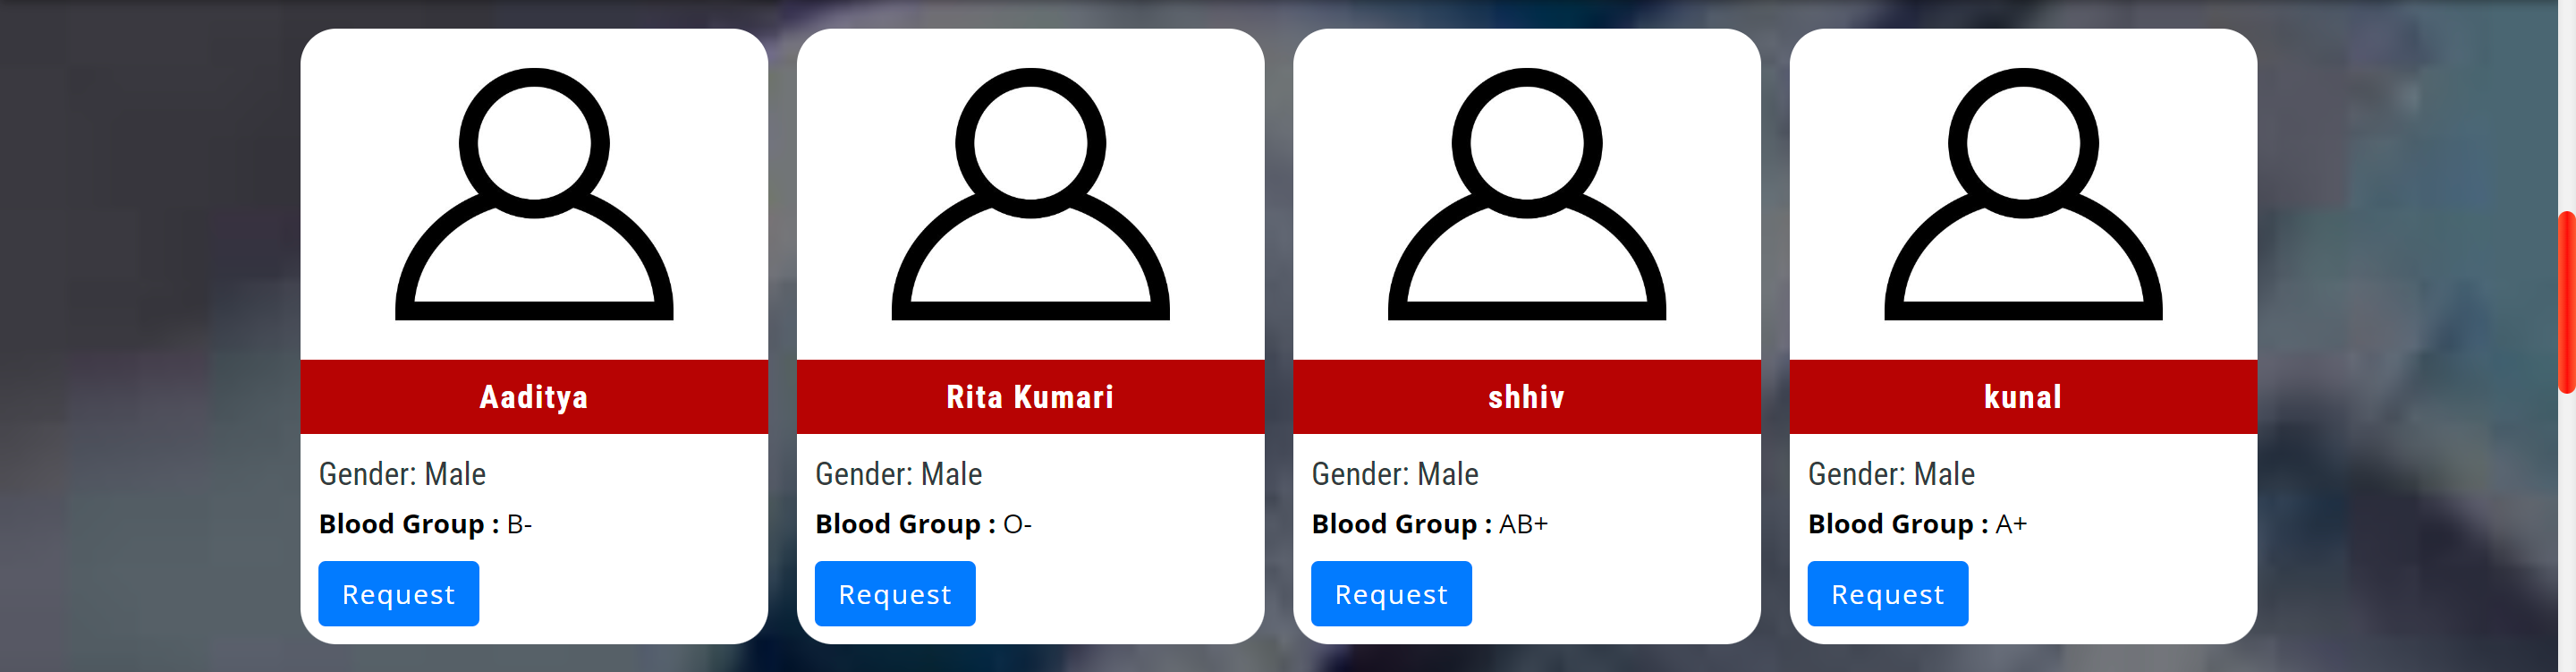 Aaditya
Gender: Male
Blood Group : B-
Request
Rita Kumari
Gender: Male
Blood Group : O-
Request
shhiv
Gender: Male
Blood Group : AB+
Request
kunal
Gender: Male
Blood Group : A+
Request